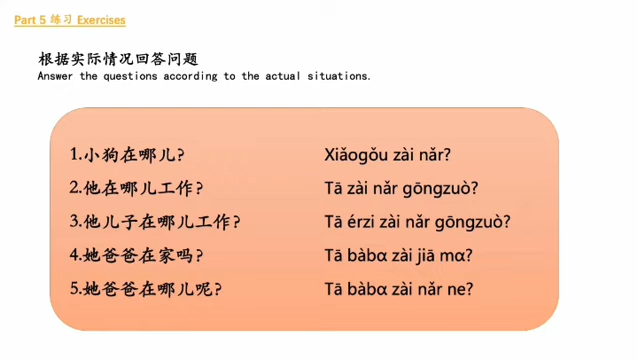 Part 5 练习 Exercises
根据实际情况回答问题
Answer the questions according to the actual situations.
1.小狗在哪儿? Xiǎogǒu zài nǎr?
2.他在哪儿工作? Tā zài nǎr gōngzuò?
3.他儿子在哪儿工作? Tā érzi zài nǎr gōngzuò?
4.她爸爸在家吗? Tā bàba zài jiā ma?
5.她爸爸在哪儿呢? Tā bàba zài nǎr ne?